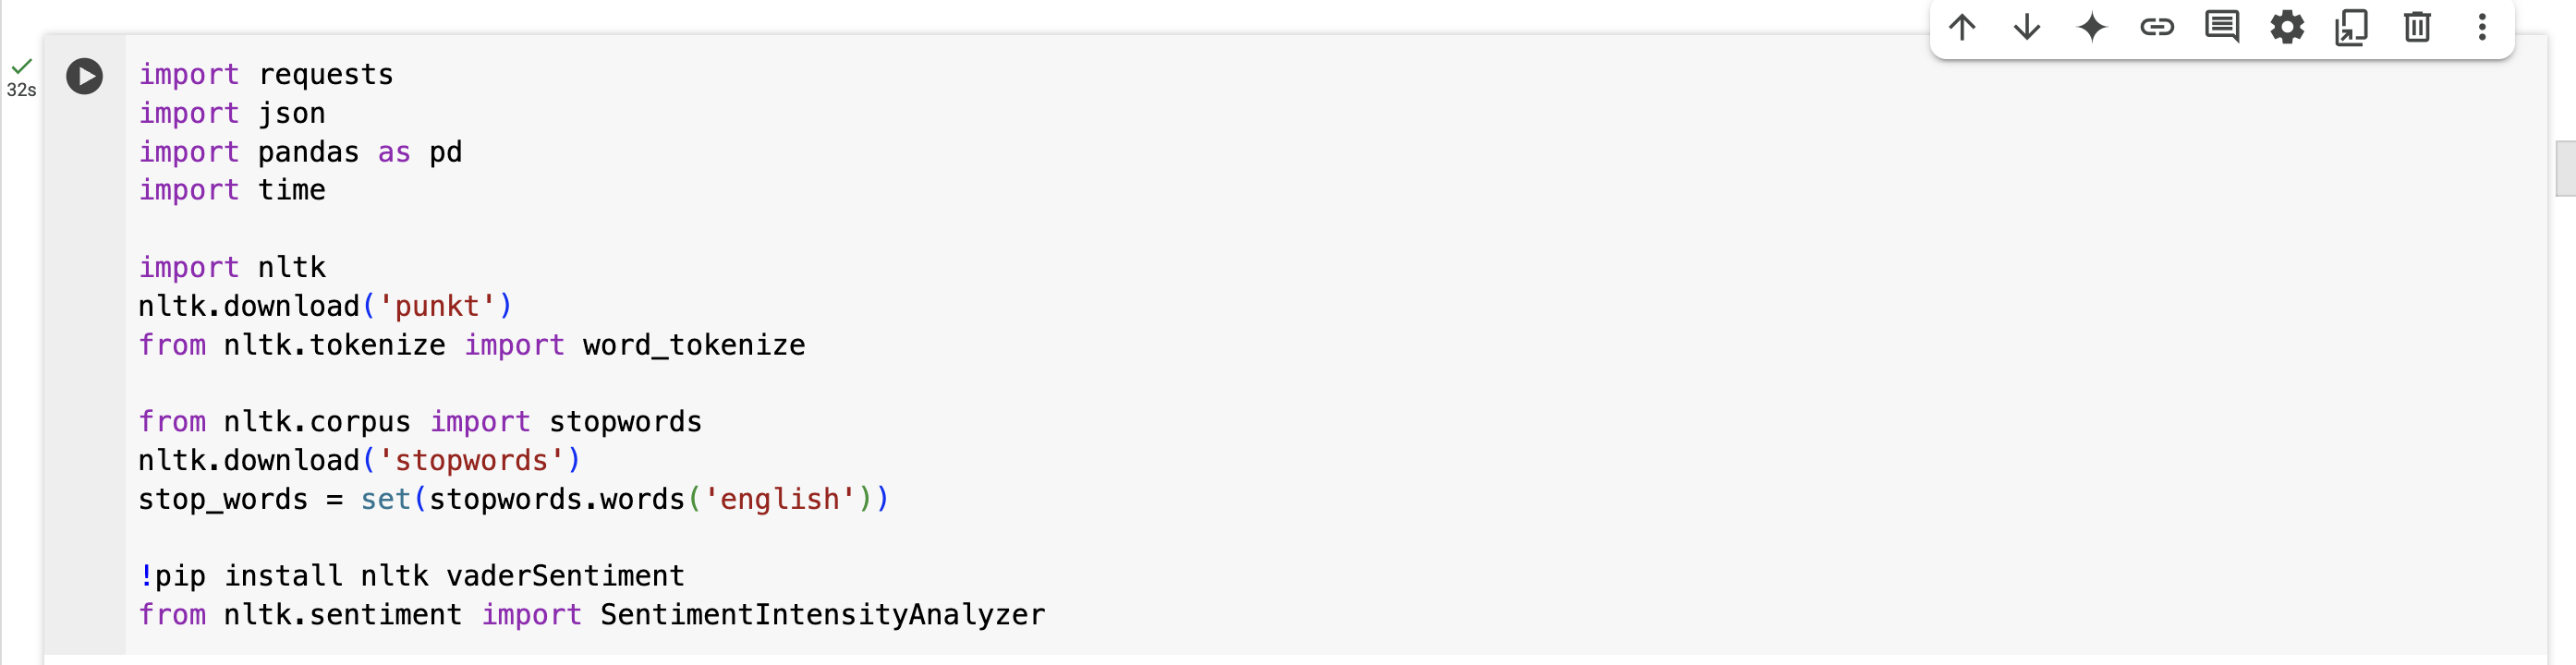 32s
import requests
import json
import pandas as pd
import time
import nltk
nltk.download('punkt')
from nltk.tokenize import word_tokenize
from nltk.corpus import stopwords
nltk.download('stopwords')
stop_words = set(stopwords.words('english'))
!pip install nltk vaderSentiment
from nltk.sentiment import SentimentIntensityAnalyzer